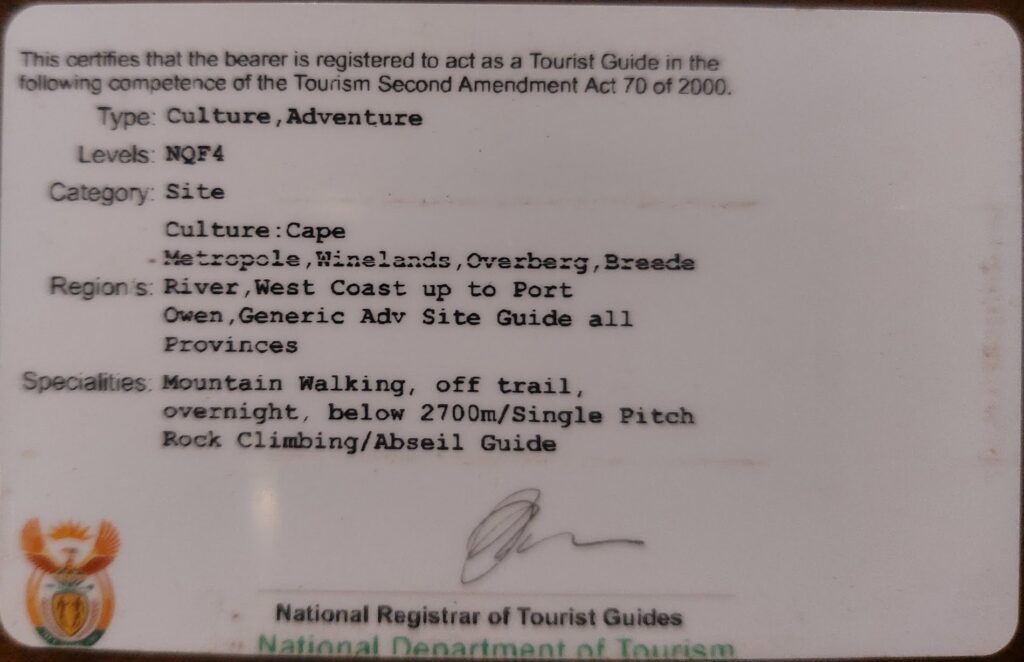 This certifies that the bearer is registered to act as a Tourist Guide in the
following competence of the Tourism Second Amendment Act 70 of 2000.
Type: Culture,Adventure
Levels: NQF4
Category: Site
Culture:Cape
Metropole,Winelands,Overberg,Breede
Region's: River,West Coast up to Port
Owen,Generic Adv Site Guide all
Provinces
Specialities: Mountain Walking, off trail,
overnight, below 2700m/Single Pitch
Rock Climbing/Abseil Guide
National Registrar of Tourist Guides
National Department of Tourism